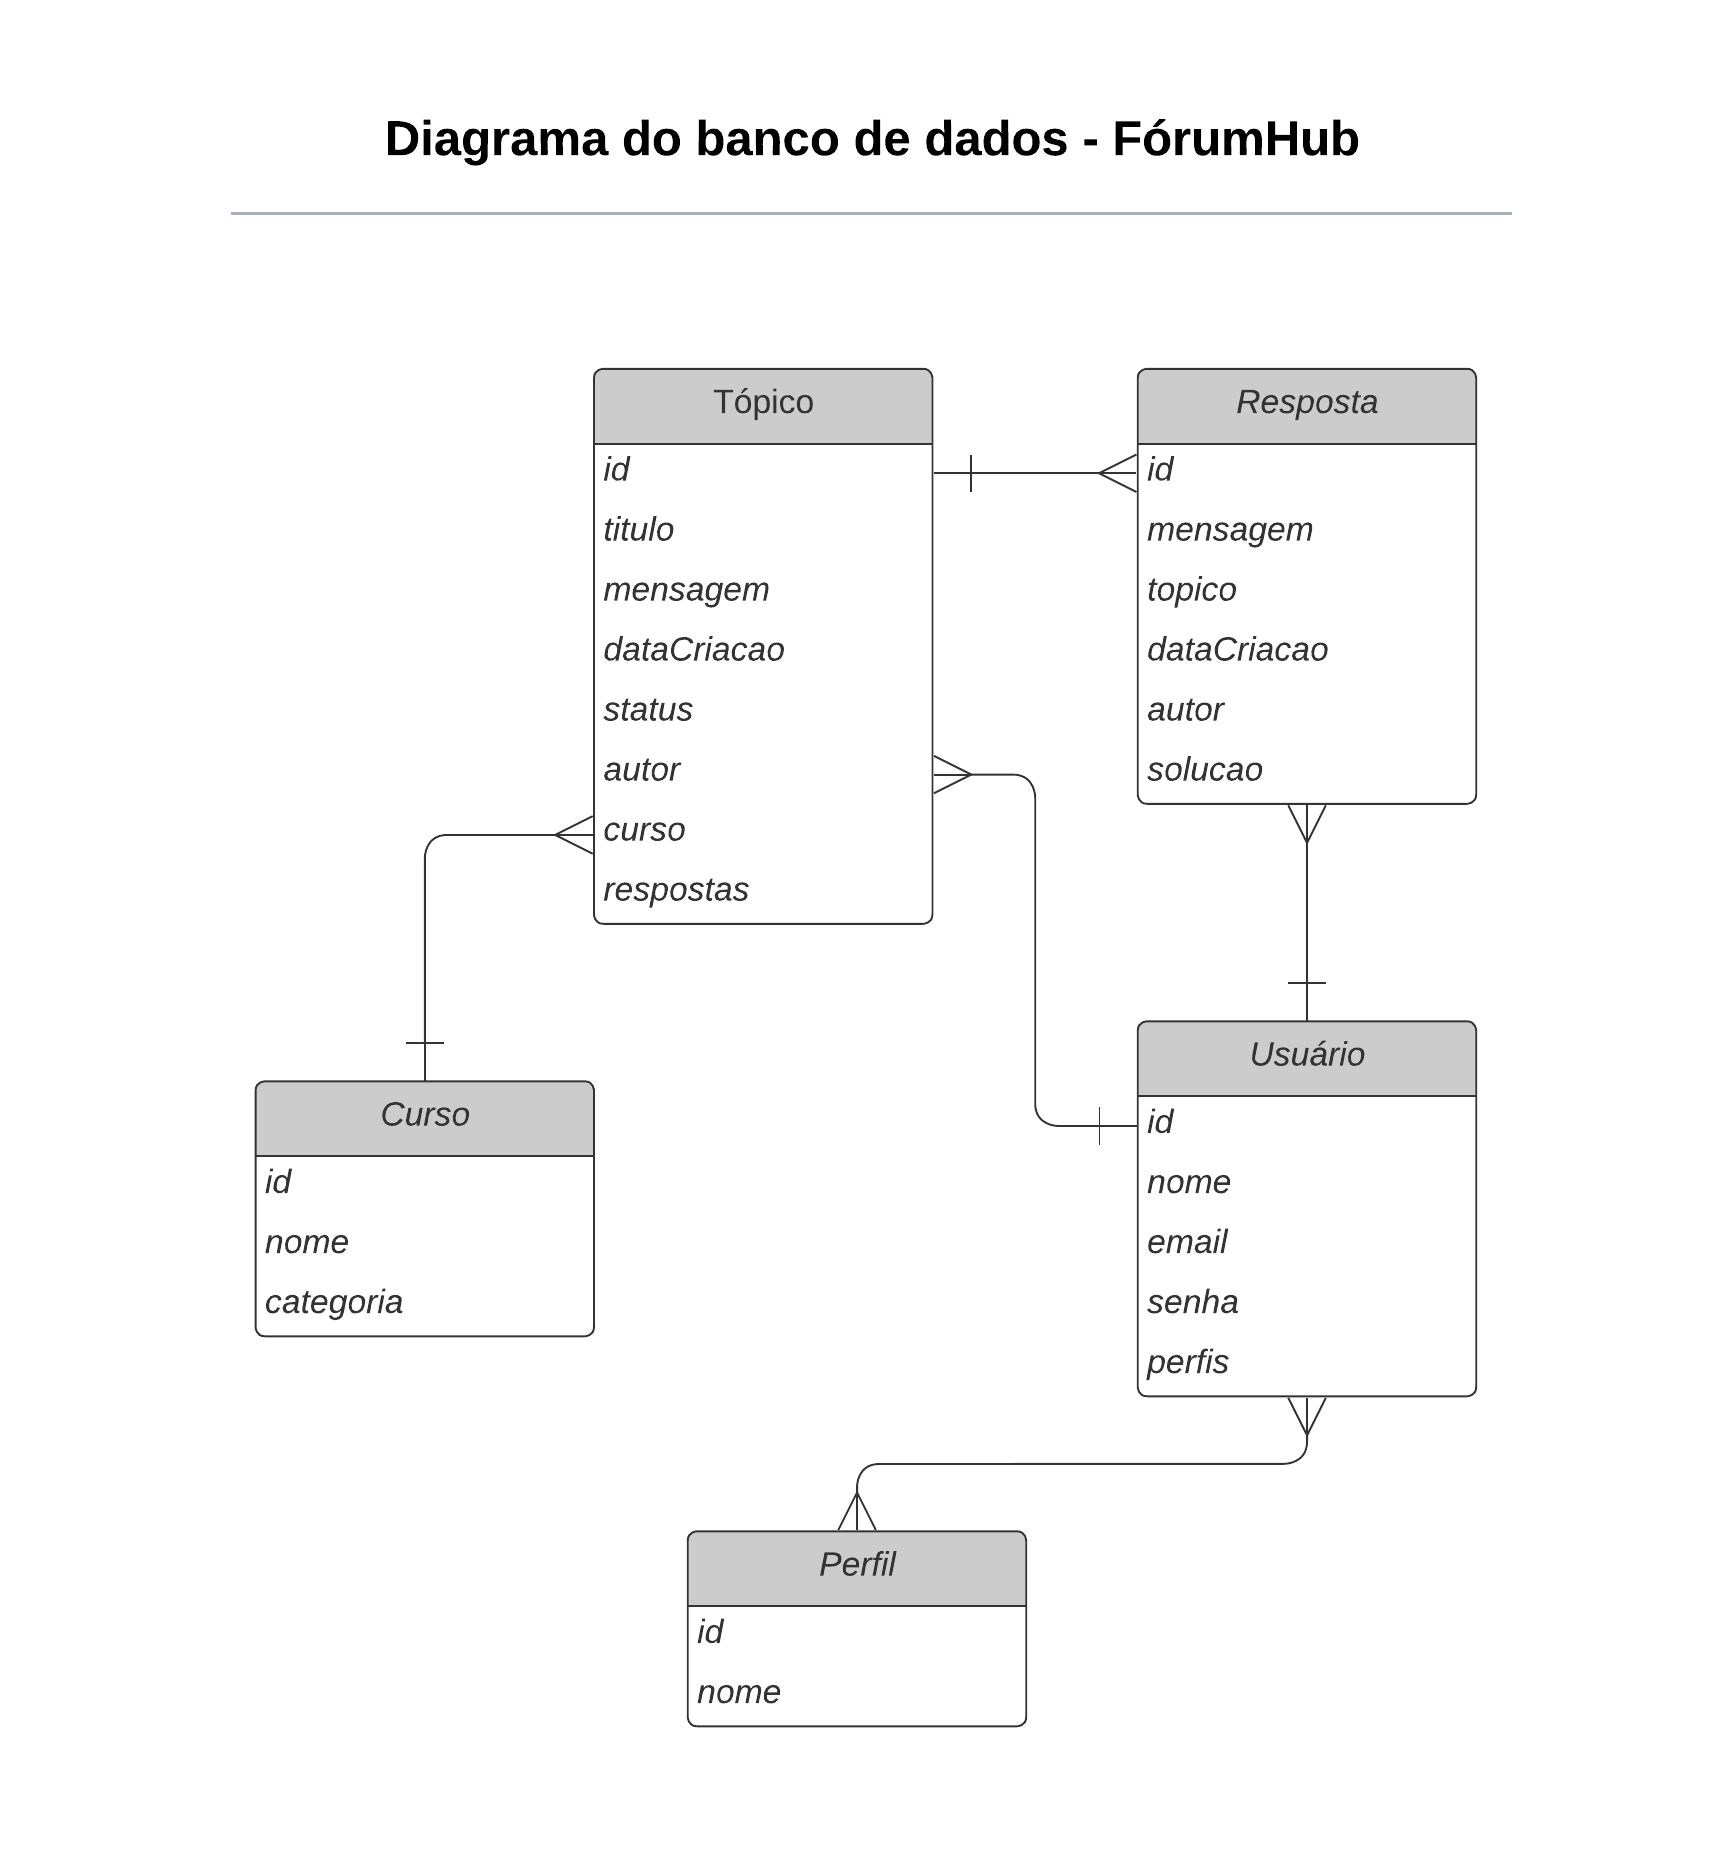 Diagrama do banco de dados - FórumHub
Tópico
id
titulo
mensagem
dataCriacao
status
autor
curso
respostas
Resposta
id
mensagem
topico
dataCriacao
autor
solucao
Curso
id
nome
categoria
Usuário
id
nome
email
senha
perfis
Perfil
id
nome